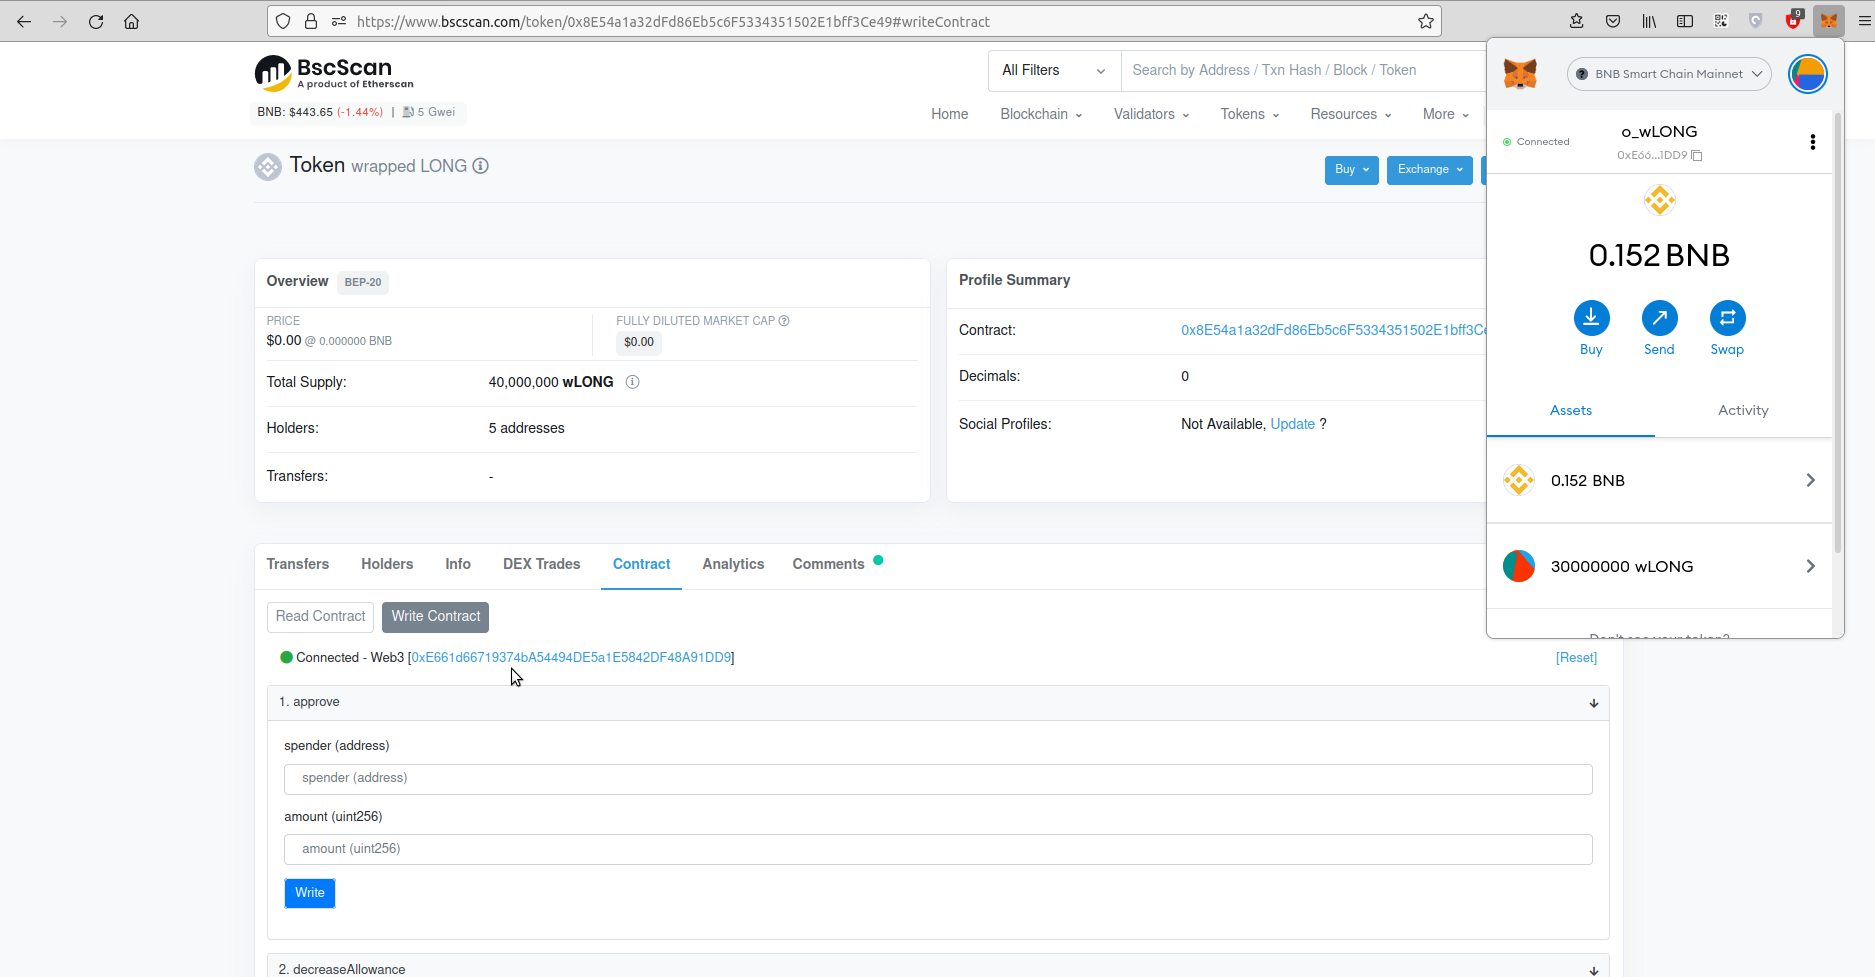 https://www.bscscan.com/token/0x8E54a1a32dFd86Eb5c6F5334351502E1bff3Ce49#writeContract
9
BscScan
A product of Etherscan
All Filters
Search by Address / Txn Hash / Block / Token
BNB: $443.65 (-1.44%) | 5 Gwei
Home Blockchain Validators Tokens Resources More
Token wrapped LONG
Buy Exchange
Overview BEP-20
PRICE
$0.00 @ 0.000000 BNB
FULLY DILUTED MARKET CAP
$0.00
Total Supply: 40,000,000 wLONG
Holders: 5 addresses
Transfers: -
Profile Summary
Contract: 0x8E54a1a32dFd86Eb5c6F5334351502E1bff3Ce
Decimals: 0
Social Profiles: Not Available, Update ?
Transfers Holders Info DEX Trades Contract Analytics Comments
Read Contract Write Contract
Connected - Web3 [0xE661d66719374bA54494DE5a1E5842DF48A91DD9]
[Reset]
1. approve
spender (address)
spender (address)
amount (uint256)
amount (uint256)
Write
2. decreaseAllowance
BNB Smart Chain Mainnet
Connected
o_wLONG
0xE66...1DD9
0.152 BNB
Buy Send Swap
Assets Activity
0.152 BNB
30000000 wLONG
Don't see your token?